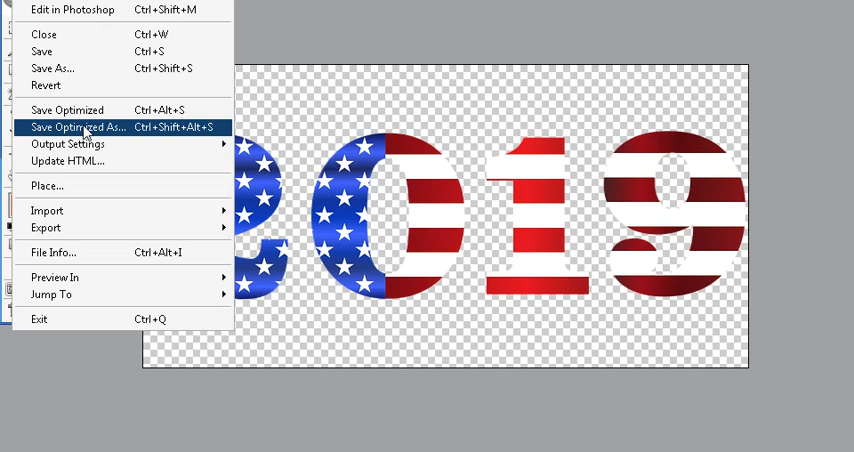 Edit in Photoshop Ctrl+Shift+M
Close Ctrl+W
Save Ctrl+S
Save As... Ctrl+Shift+S
Revert
Save Optimized Ctrl+Alt+S
Save Optimized As... Ctrl+Shift+Alt+S
Output Settings
Update HTML...
Place...
Import
Export
File Info... Ctrl+Alt+I
Preview In
Jump To
Exit Ctrl+Q
2019